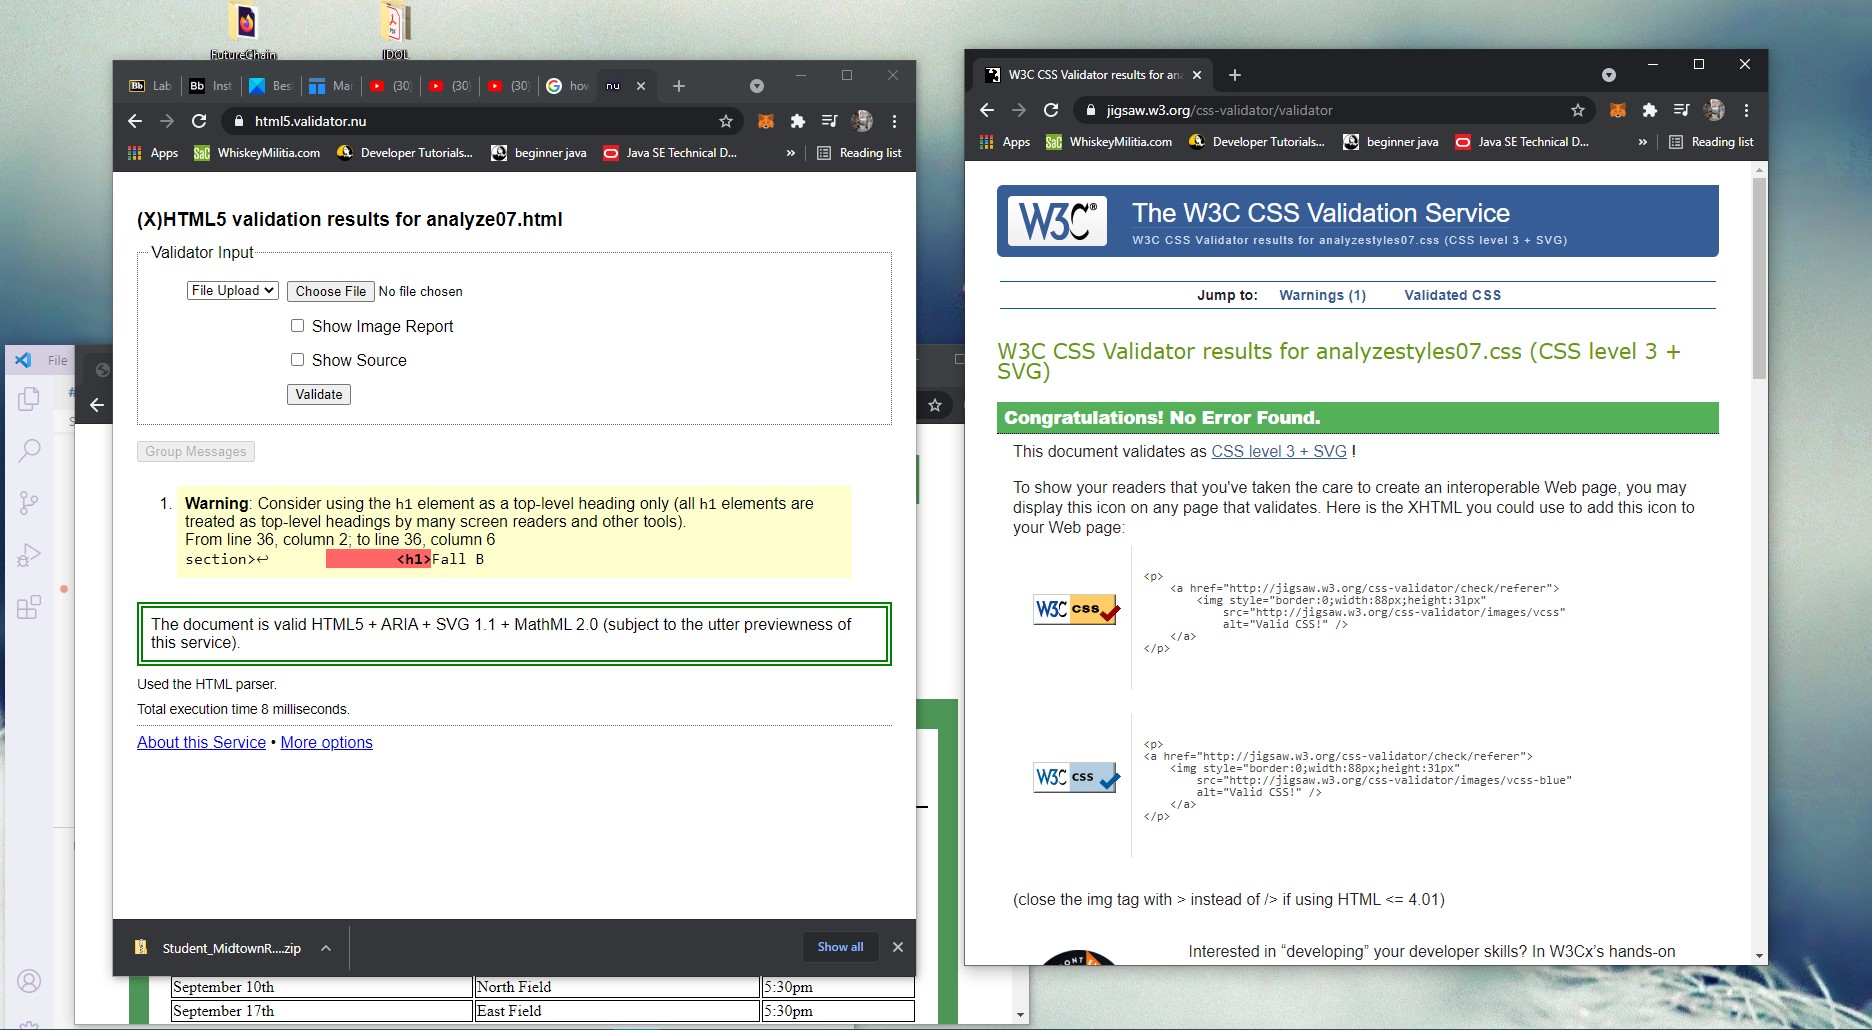 FutureChain
IDOL
Lab
Inst
Bes
Mar
(30)
(30)
(30)
how
nu
html5.validator.nu
Apps
WhiskeyMilitia.com
Developer Tutorials...
beginner java
Java SE Technical D...
»
Reading list
(X)HTML5 validation results for analyze07.html
Validator Input
File Upload
Choose File No file chosen
Show Image Report
Show Source
Validate
Group Messages
1. Warning: Consider using the h1 element as a top-level heading only (all h1 elements are
treated as top-level headings by many screen readers and other tools).
From line 36, column 2; to line 36, column 6
section>↩ <h1>Fall B
The document is valid HTML5 + ARIA + SVG 1.1 + MathML 2.0 (subject to the utter previewness of
this service).
Used the HTML parser.
Total execution time 8 milliseconds.
About this Service • More options
Student_MidtownR....zip
Show all
File
September 10th North Field 5:30pm
September 17th East Field 5:30pm
W3C CSS Validator results for an
jigsaw.w3.org/css-validator/validator
Apps
WhiskeyMilitia.com
Developer Tutorials...
beginner java
Java SE Technical D...
»
Reading list
W3C®
The W3C CSS Validation Service
W3C CSS Validator results for analyzestyles07.css (CSS level 3 + SVG)
Jump to: Warnings (1) Validated CSS
W3C CSS Validator results for analyzestyles07.css (CSS level 3 +
SVG)
Congratulations! No Error Found.
This document validates as CSS level 3 + SVG !
To show your readers that you've taken the care to create an interoperable Web page, you may
display this icon on any page that validates. Here is the XHTML you could use to add this icon to
your Web page:
W3C css
<p>
<a href="http://jigsaw.w3.org/css-validator/check/referer">
<img style="border:0;width:88px;height:31px"
src="http://jigsaw.w3.org/css-validator/images/vcss"
alt="Valid CSS!" />
</a>
</p>
W3C css
<p>
<a href="http://jigsaw.w3.org/css-validator/check/referer">
<img style="border:0;width:88px;height:31px"
src="http://jigsaw.w3.org/css-validator/images/vcss-blue"
alt="Valid CSS!" />
</a>
</p>
(close the img tag with > instead of /> if using HTML <= 4.01)
Interested in “developing” your developer skills? In W3Cx’s hands-on